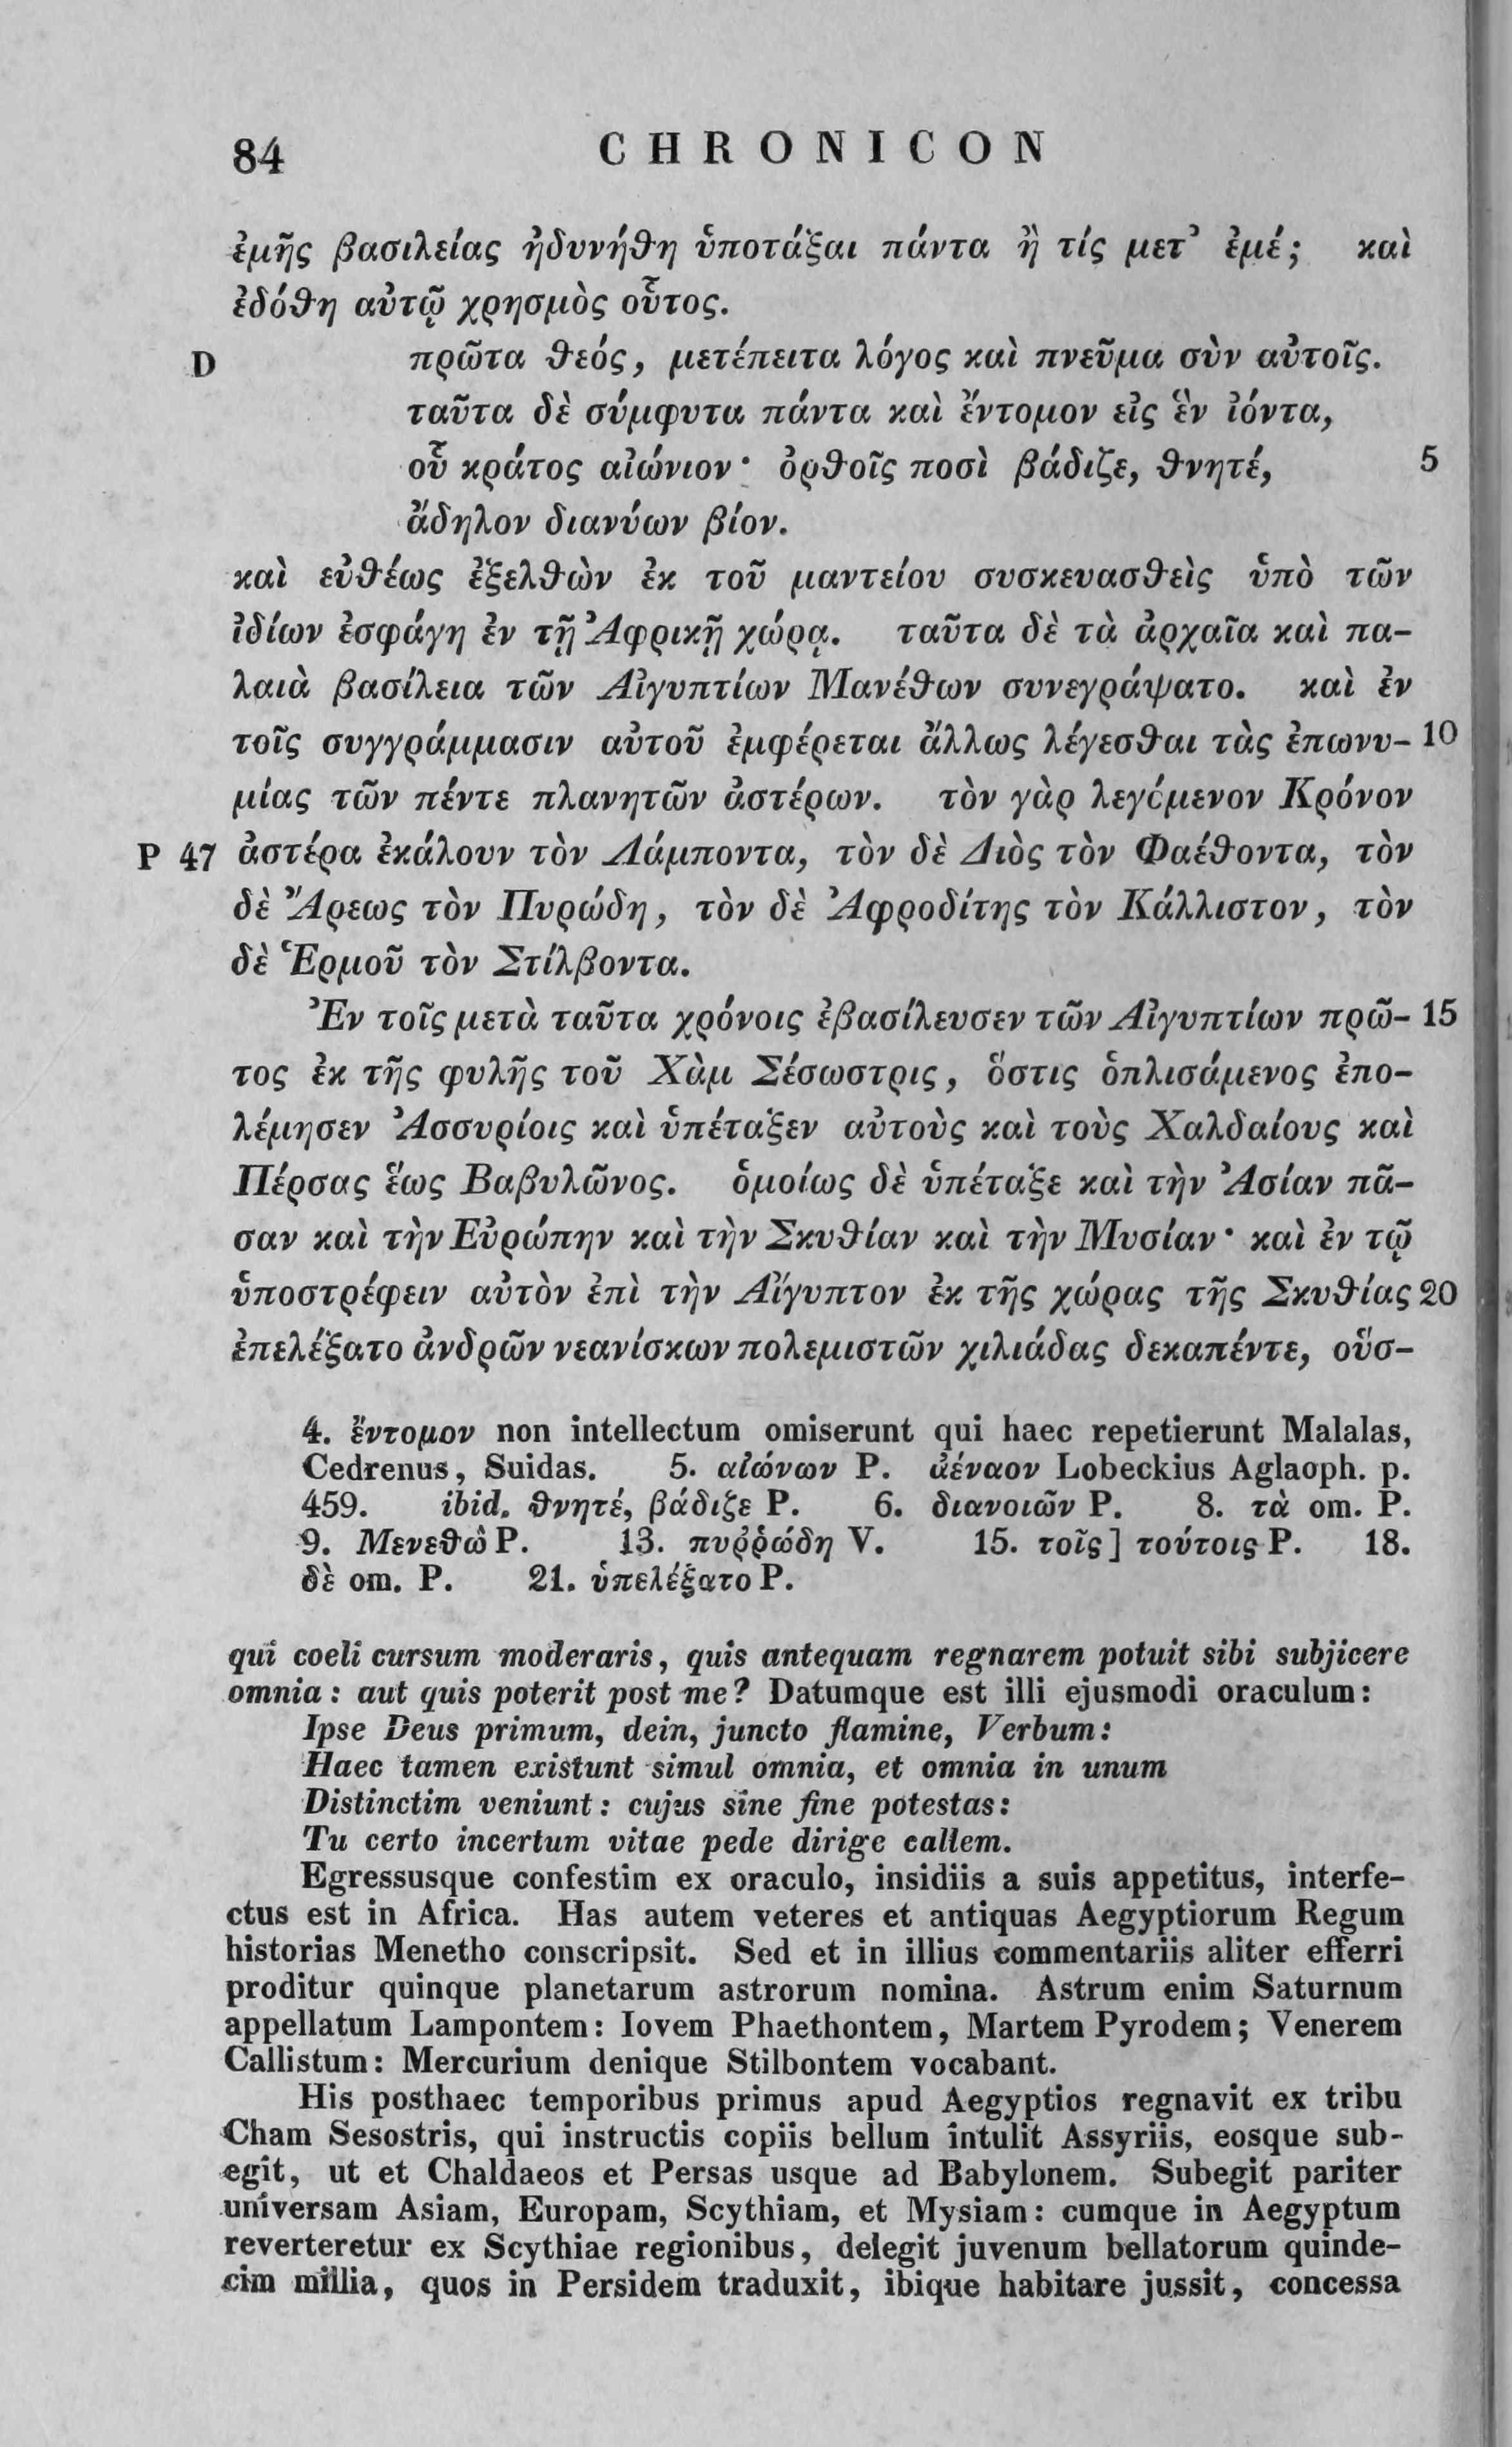 84 CHRONICON
ἐμῆς βασιλείας ἠδυνήθη ὑποτάξαι πάντα ἢ τίς μετ᾽ ἐμέ; καὶ
ἐδόθη αὐτῷ χρησμὸς οὗτος.
D πρῶτα θεός, μετέπειτα λόγος καὶ πνεῦμα σὺν αὐτοῖς.
ταῦτα δὲ σύμφυτα πάντα καὶ ἔντομον εἰς ἓν ἰόντα,
οὗ κράτος αἰώνιον· ὀρθοῖς ποσὶ βάδιζε, θνητέ, 5
ἄδηλον διανύων βίον.
καὶ εὐθέως ἐξελθὼν ἐκ τοῦ μαντείου συσκευασθεὶς ὑπὸ τῶν
ἰδίων ἐσφάγη ἐν τῇ Ἀφρικῇ χώρᾳ. ταῦτα δὲ τὰ ἀρχαῖα καὶ πα-
λαιὰ βασίλεια τῶν Αἰγυπτίων Μανέθων συνεγράψατο. καὶ ἐν
τοῖς συγγράμμασιν αὐτοῦ ἐμφέρεται ἄλλως λέγεσθαι τὰς ἐπωνυ- 10
μίας τῶν πέντε πλανητῶν ἀστέρων. τὸν γὰρ λεγόμενον Κρόνον
P 47 ἀστέρα ἐκάλουν τὸν Λάμποντα, τὸν δὲ Διὸς τὸν Φαέθοντα, τὸν
δὲ Ἄρεως τὸν Πυρώδη, τὸν δὲ Ἀφροδίτης τὸν Κάλλιστον, τὸν
δὲ Ἑρμοῦ τὸν Στίλβοντα.
Ἐν τοῖς μετὰ ταῦτα χρόνοις ἐβασίλευσεν τῶν Αἰγυπτίων πρῶ- 15
τος ἐκ τῆς φυλῆς τοῦ Χὰμ Σέσωστρις, ὅστις ὁπλισάμενος ἐπο-
λέμησεν Ἀσσυρίοις καὶ ὑπέταξεν αὐτοὺς καὶ τοὺς Χαλδαίους καὶ
Πέρσας ἕως Βαβυλῶνος. ὁμοίως δὲ ὑπέταξε καὶ τὴν Ἀσίαν πᾶ-
σαν καὶ τὴν Εὐρώπην καὶ τὴν Σκυθίαν καὶ τὴν Μυσίαν· καὶ ἐν τῷ
ὑποστρέφειν αὐτὸν ἐπὶ τὴν Αἴγυπτον ἐκ τῆς χώρας τῆς Σκυθίας 20
ἐπελέξατο ἀνδρῶν νεανίσκων πολεμιστῶν χιλιάδας δεκαπέντε, οὕσ-
4. ἔντομον non intellectum omiserunt qui haec repetierunt Malalas,
Cedrenus, Suidas. 5. αἰώνων P. ἀέναον Lobeckius Aglaoph. p.
459. ibid. θνητέ, βάδιζε P. 6. διανοιῶν P. 8. τὰ om. P.
9. Μενεθὼ P. 13. πυῤῥώδη V. 15. τοῖς] τούτοις P. 18.
δὲ om. P. 21. ὑπελέξατο P.
qui coeli cursum moderaris, quis antequam regnarem potuit sibi subjicere
omnia: aut quis poterit post me? Datumque est illi ejusmodi oraculum:
Ipse Deus primum, dein, juncto flamine, Verbum:
Haec tamen existunt simul omnia, et omnia in unum
Distinctim veniunt: cujus sine fine potestas:
Tu certo incertum vitae pede dirige callem.
Egressusque confestim ex oraculo, insidiis a suis appetitus, interfe-
ctus est in Africa. Has autem veteres et antiquas Aegyptiorum Regum
historias Menetho conscripsit. Sed et in illius commentariis aliter efferri
proditur quinque planetarum astrorum nomina. Astrum enim Saturnum
appellatum Lampontem: Iovem Phaethontem, Martem Pyrodem; Venerem
Callistum: Mercurium denique Stilbontem vocabant.
His posthaec temporibus primus apud Aegyptios regnavit ex tribu
Cham Sesostris, qui instructis copiis bellum intulit Assyriis, eosque sub-
egit, ut et Chaldaeos et Persas usque ad Babylonem. Subegit pariter
universam Asiam, Europam, Scythiam, et Mysiam: cumque in Aegyptum
reverteretur ex Scythiae regionibus, delegit juvenum bellatorum quinde-
cim millia, quos in Persidem traduxit, ibique habitare jussit, concessa